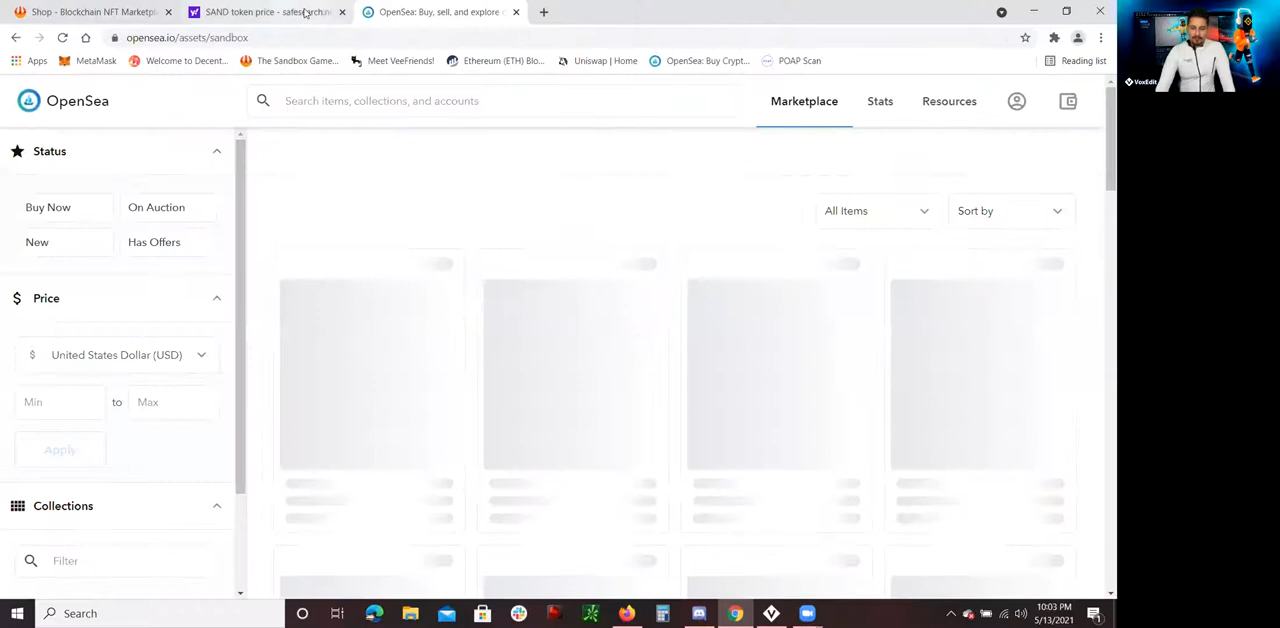 Shop - Blockchain NFT Marketpl
SAND token price - safesearchne
OpenSea: Buy, sell, and explore
opensea.io/assets/sandbox
Apps
MetaMask
Welcome to Decent...
The Sandbox Game...
Meet VeeFriends!
Ethereum (ETH) Blo...
Uniswap | Home
OpenSea: Buy Crypt...
POAP Scan
Reading list
VoxEdit
OpenSea
Search items, collections, and accounts
Marketplace
Stats
Resources
Status
Buy Now
On Auction
New
Has Offers
All Items
Sort by
Price
$ United States Dollar (USD)
Min
to
Max
Apply
Collections
Filter
Search
10:03 PM
5/13/2021
1